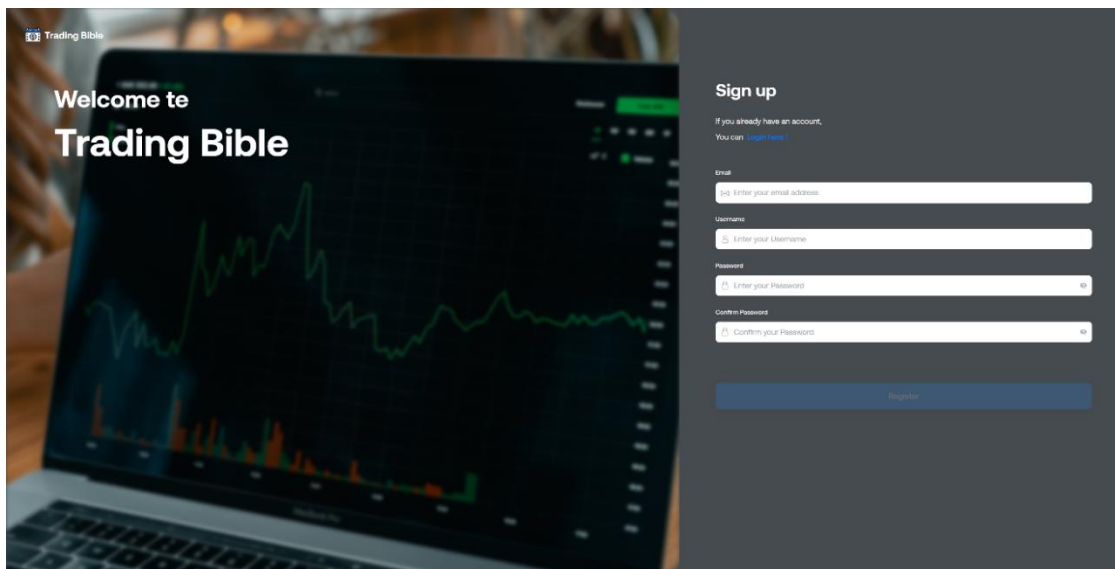 Trading Bible
Welcome te
Trading Bible
Sign up
If you already have an account,
You can Login here !
Email
Enter your email address
Username
Enter your Username
Password
Enter your Password
Confirm Password
Confirm your Password
Register